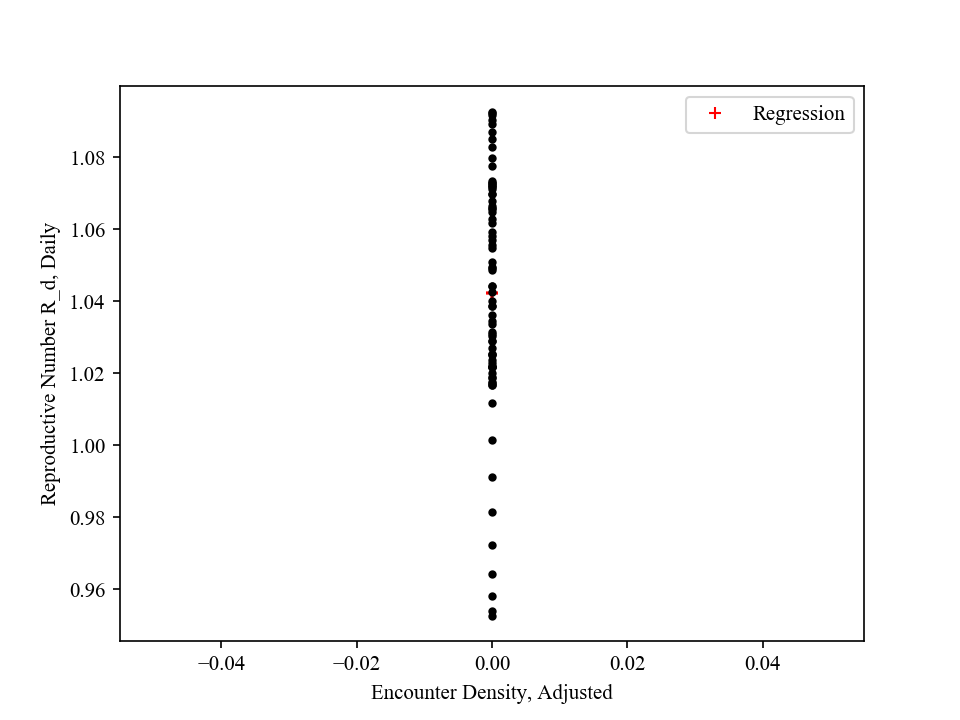 Regression
1.08
1.06
1.04
1.02
1.00
0.98
0.96
Reproductive Number R_d, Daily
−0.04 −0.02 0.00 0.02 0.04
Encounter Density, Adjusted